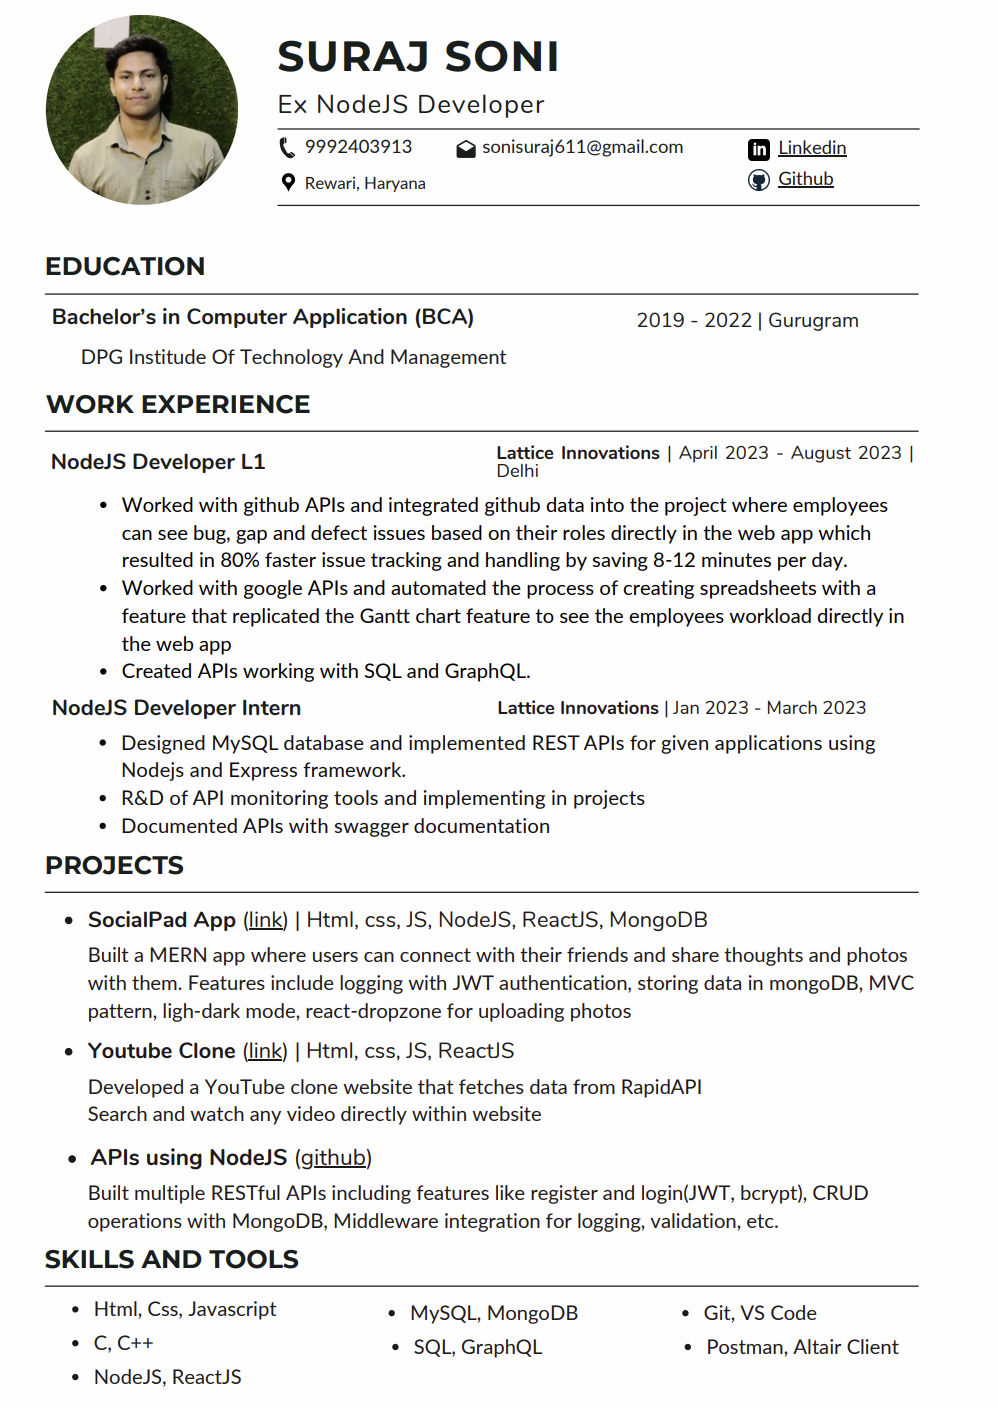 SURAJ SONI
Ex NodeJS Developer
9992403913 sonisuraj611@gmail.com Linkedin
Rewari, Haryana Github
EDUCATION
Bachelor's in Computer Application (BCA) 2019 - 2022 | Gurugram
DPG Institude Of Technology And Management
WORK EXPERIENCE
NodeJS Developer L1 Lattice Innovations | April 2023 - August 2023 |
Delhi
• Worked with github APIs and integrated github data into the project where employees
can see bug, gap and defect issues based on their roles directly in the web app which
resulted in 80% faster issue tracking and handling by saving 8-12 minutes per day.
• Worked with google APIs and automated the process of creating spreadsheets with a
feature that replicated the Gantt chart feature to see the employees workload directly in
the web app
• Created APIs working with SQL and GraphQL.
NodeJS Developer Intern Lattice Innovations | Jan 2023 - March 2023
• Designed MySQL database and implemented REST APIs for given applications using
Nodejs and Express framework.
• R&D of API monitoring tools and implementing in projects
• Documented APIs with swagger documentation
PROJECTS
• SocialPad App (link) | Html, css, JS, NodeJS, ReactJS, MongoDB
Built a MERN app where users can connect with their friends and share thoughts and photos
with them. Features include logging with JWT authentication, storing data in mongoDB, MVC
pattern, ligh-dark mode, react-dropzone for uploading photos
• Youtube Clone (link) | Html, css, JS, ReactJS
Developed a YouTube clone website that fetches data from RapidAPI
Search and watch any video directly within website
• APIs using NodeJS (github)
Built multiple RESTful APIs including features like register and login(JWT, bcrypt), CRUD
operations with MongoDB, Middleware integration for logging, validation, etc.
SKILLS AND TOOLS
• Html, Css, Javascript • MySQL, MongoDB • Git, VS Code
• C, C++ • SQL, GraphQL • Postman, Altair Client
• NodeJS, ReactJS